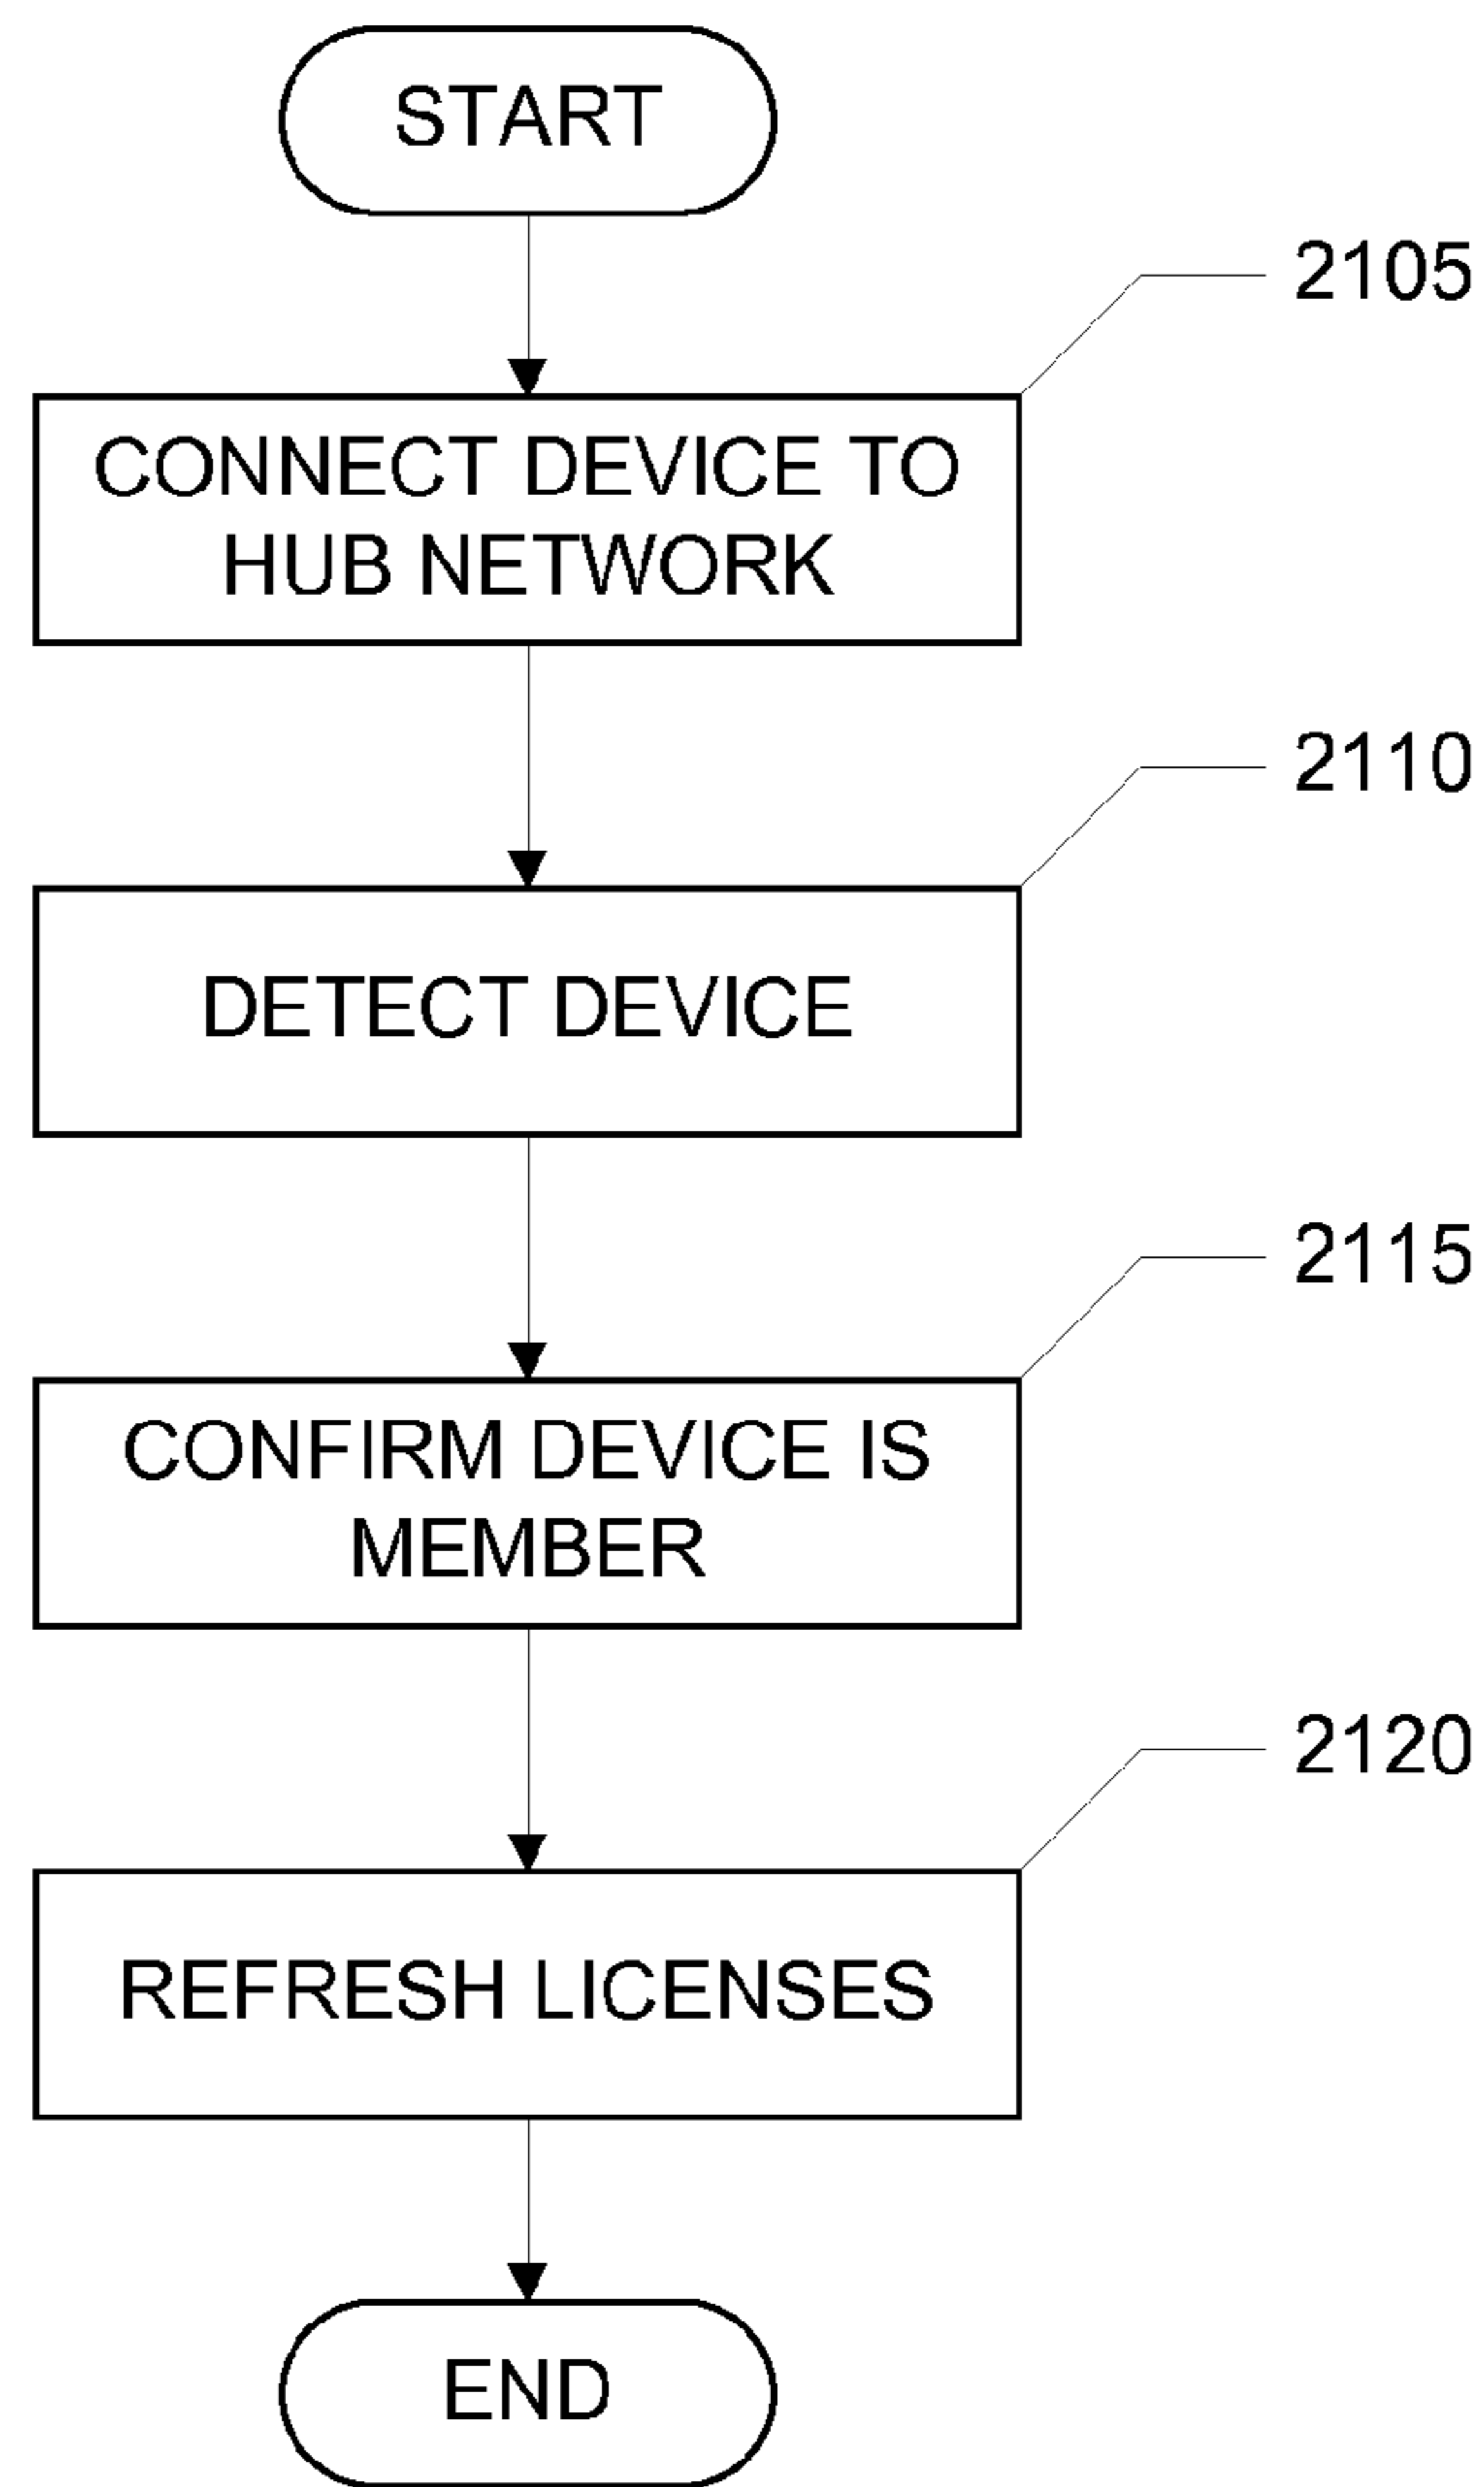 START
2105
CONNECT DEVICE TO
HUB NETWORK
2110
DETECT DEVICE
2115
CONFIRM DEVICE IS
MEMBER
2120
REFRESH LICENSES
END